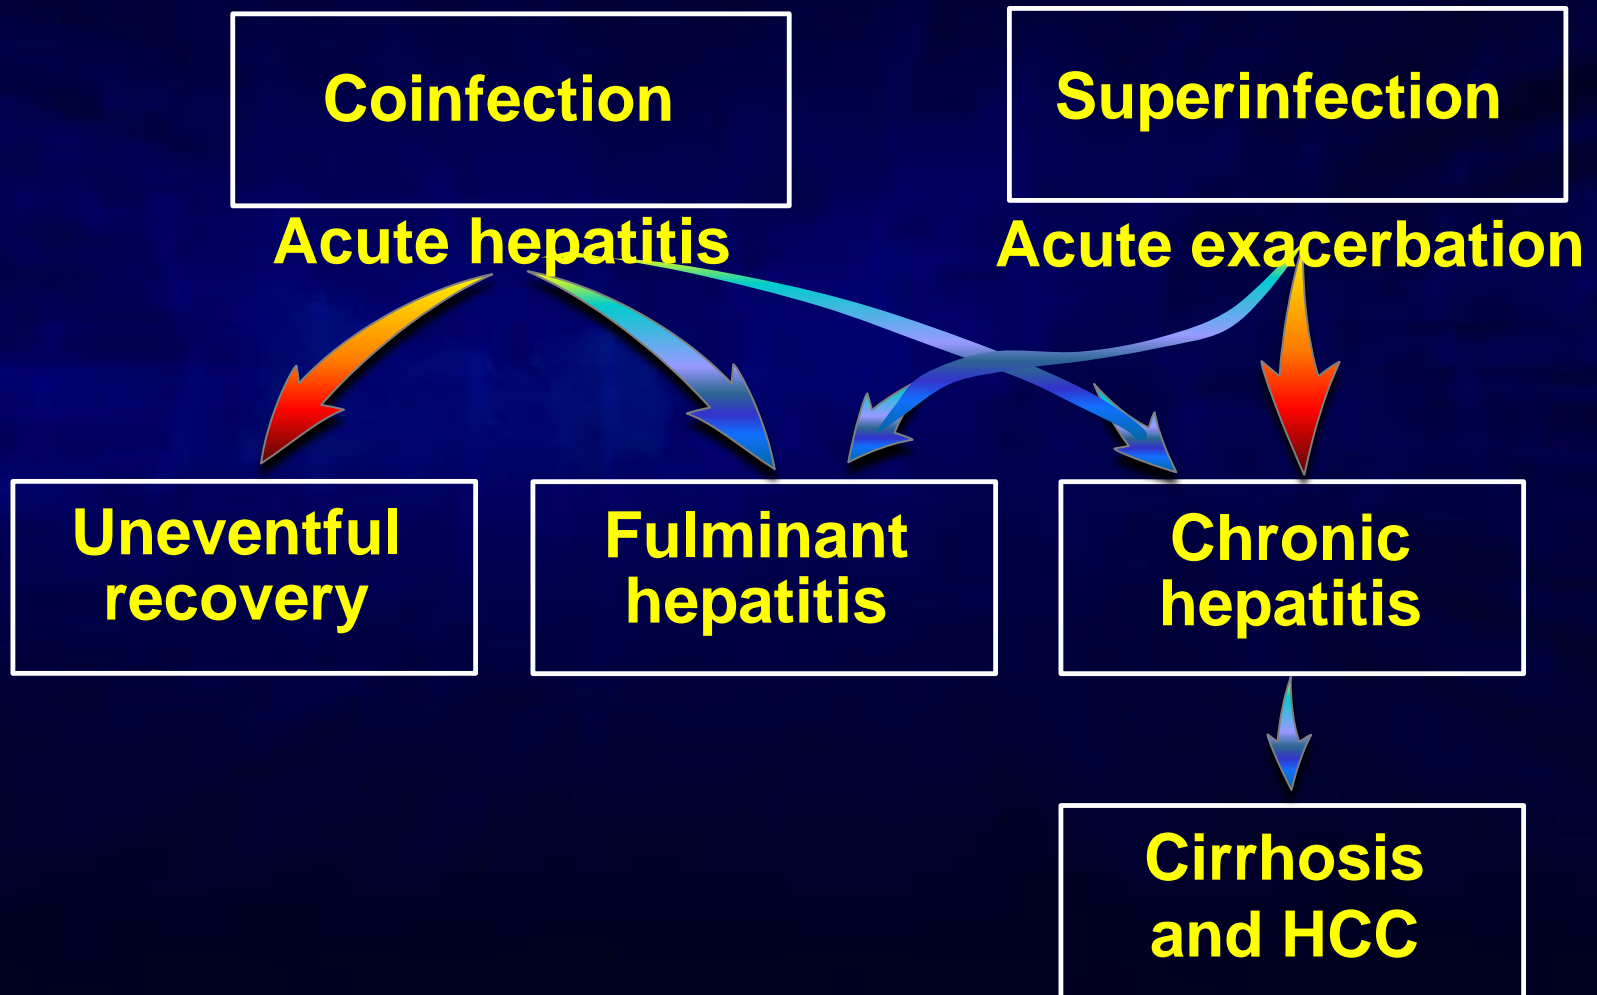 Coinfection
Superinfection
Acute hepatitis
Acute exacerbation
Uneventful
recovery
Fulminant
hepatitis
Chronic
hepatitis
Cirrhosis
and HCC